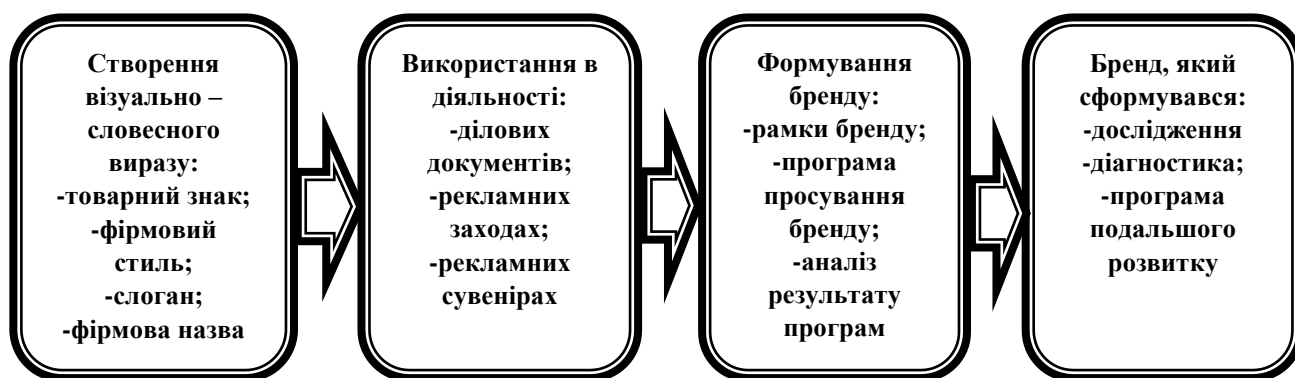 Створення
візуально –
словесного
виразу:
-товарний знак;
-фірмовий
стиль;
-слоган;
-фірмова назва
Використання в
діяльності:
-ділових
документів;
-рекламних
заходах;
-рекламних
сувенірах
Формування
бренду:
-рамки бренду;
-програма
просування
бренду;
-аналіз
результату
програм
Бренд, який
сформувався:
-дослідження
-діагностика;
-програма
подальшого
розвитку